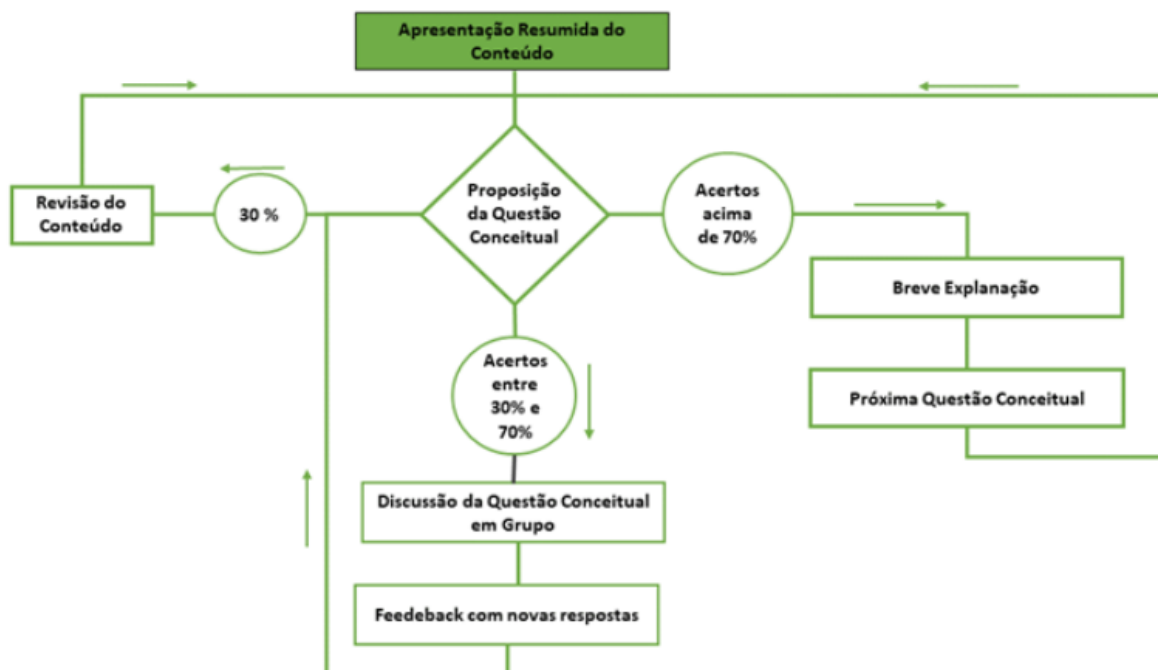 Apresentação Resumida do
Conteúdo
Revisão do
Conteúdo
30 %
Proposição
da Questão
Conceitual
Acertos
acima
de 70%
Breve Explanação
Próxima Questão Conceitual
Acertos
entre
30% e
70%
Discussão da Questão Conceitual
em Grupo
Feedeback com novas respostas